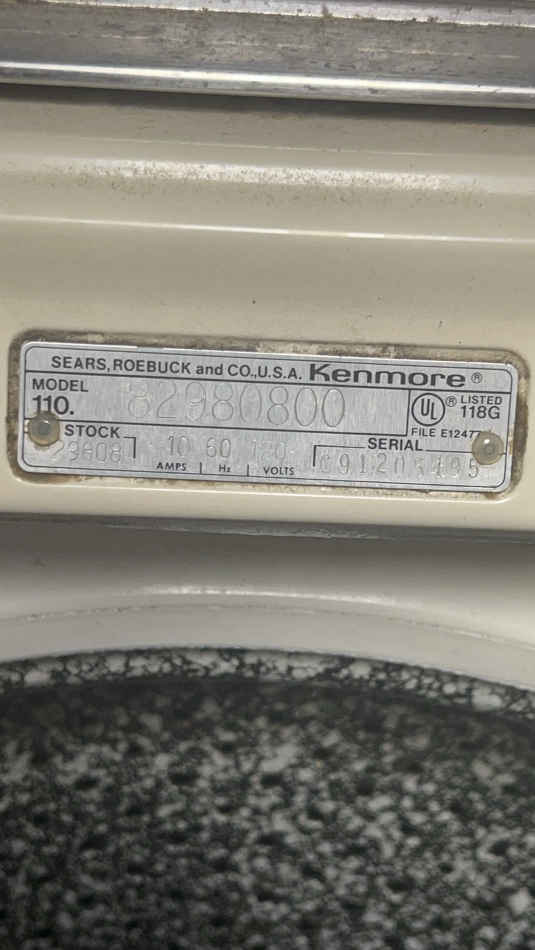 SEARS, ROEBUCK and CO., U.S.A. Kenmore ®
MODEL
110. 82980800
UL ® LISTED
118G
FILE E12477
STOCK
10 60 120
AMPS Hz VOLTS
SERIAL